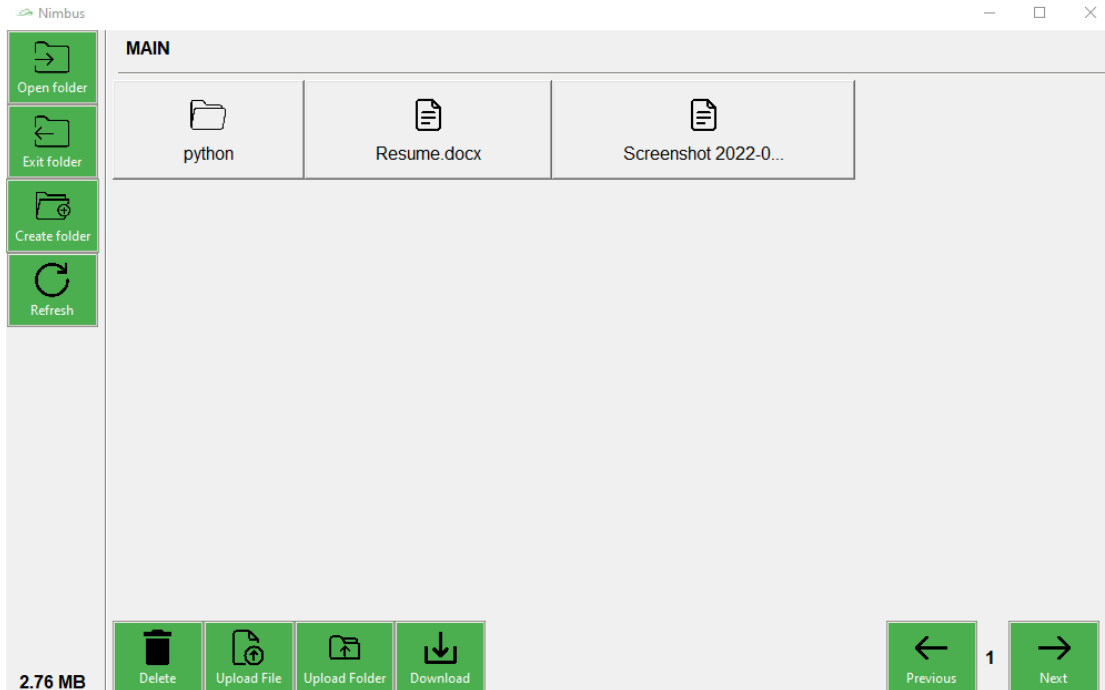 Nimbus
Open folder
Exit folder
Create folder
Refresh
2.76 MB
MAIN
python
Resume.docx
Screenshot 2022-0...
Delete
Upload File
Upload Folder
Download
Previous
1
Next